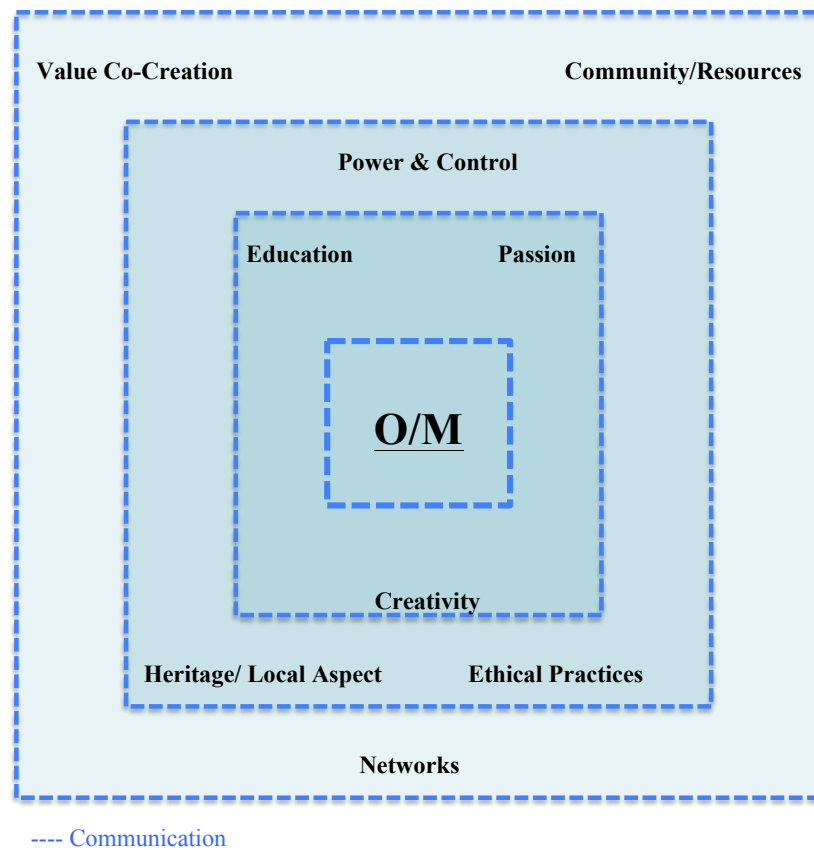 Value Co-Creation
Community/Resources
Power & Control
Education
Passion
O/M
Creativity
Heritage/ Local Aspect
Ethical Practices
Networks
---- Communication